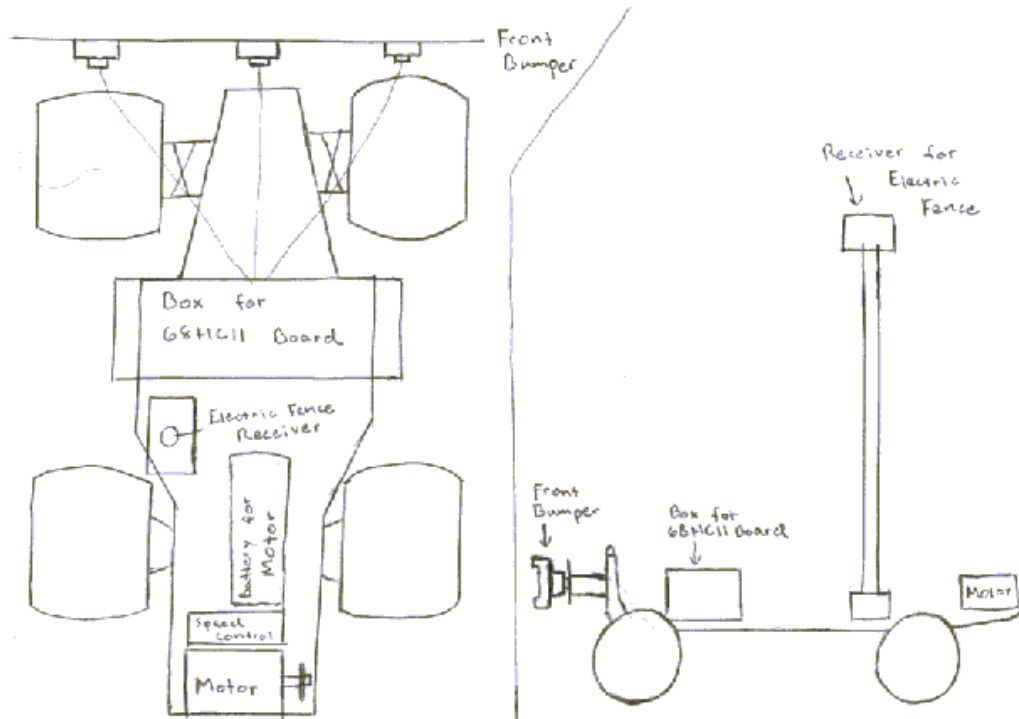 Front
Bumper
Box for
68HC11 Board
Electric Fence
Receiver
Battery for
Motor
Speed
Control
Motor
Receiver for
Electric
Fence
Front
Bumper
Box for
68HC11 Board
Motor